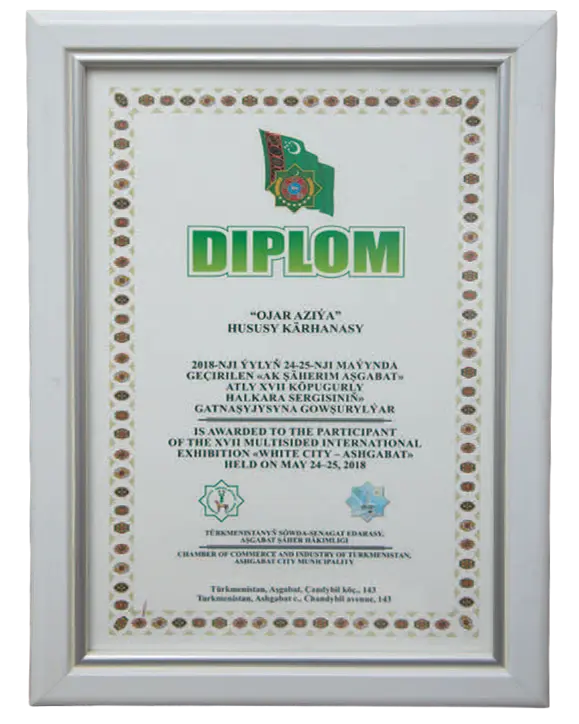 DIPLOM
“OJAR AZIÝA”
HUSUSY KÄRHANASY
2018-NJI ÝYLYŇ 24-25-NJI MAÝYNDA
GEÇIRILEN «AK ŞÄHERIM AŞGABAT»
ATLY XVII KÖPUGURLY
HALKARA SERGISINIŇ»
GATNAŞYJYSYNA GOWŞURYLÝAR
IS AWARDED TO THE PARTICIPANT
OF THE XVII MULTISIDED INTERNATIONAL
EXHIBITION «WHITE CITY – ASHGABAT»
HELD ON MAY 24–25, 2018
TÜRKMENISTANYŇ SÖWDA-SENAGAT EDARASY,
AŞGABAT ŞÄHER HÄKIMLIGI
CHAMBER OF COMMERCE AND INDUSTRY OF TURKMENISTAN,
ASHGABAT CITY MUNICIPALITY
Türkmenistan, Aşgabat, Çandybil köç., 143
Turkmenistan, Ashgabat c., Chandybil avenue, 143